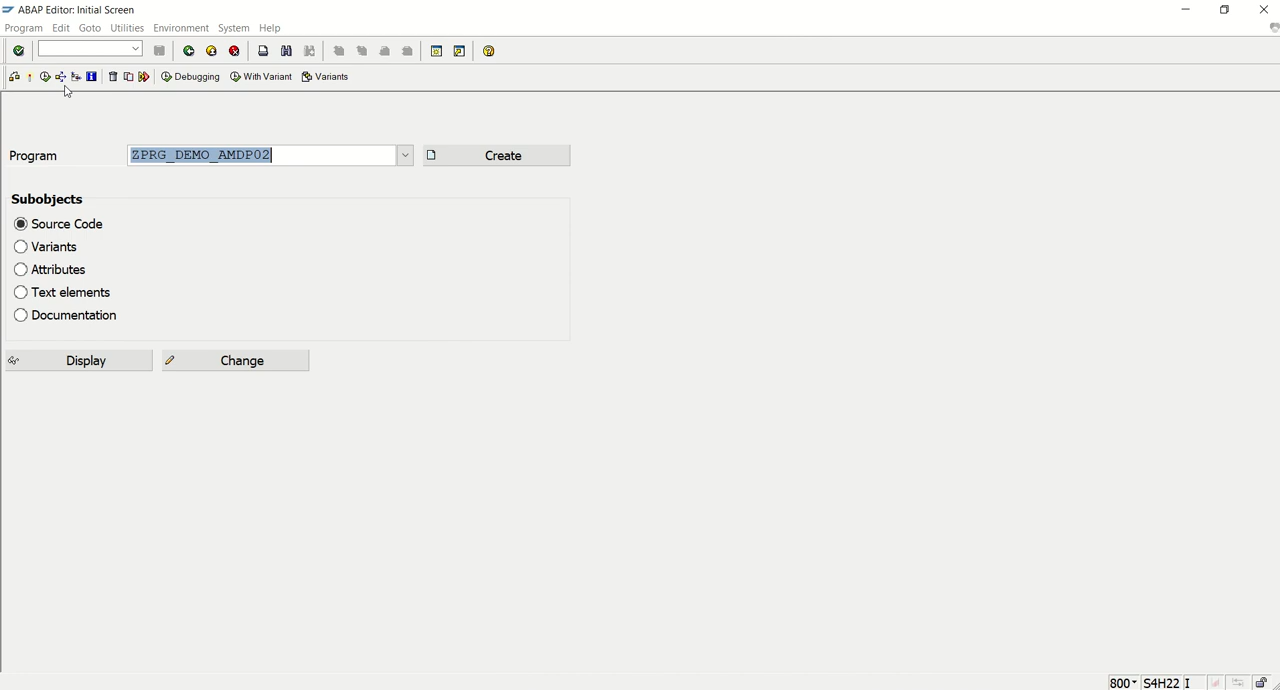 ABAP Editor: Initial Screen
Program Edit Goto Utilities Environment System Help
Debugging With Variant Variants
Program ZPRG_DEMO_AMDP02 Create
Subobjects
Source Code
Variants
Attributes
Text elements
Documentation
Display Change
800 S4H22 I